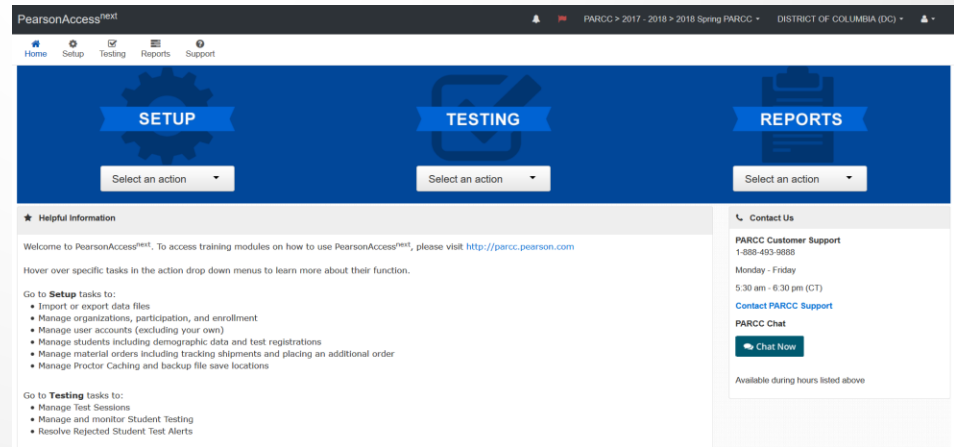 PearsonAccessnext
PARCC > 2017 - 2018 > 2018 Spring PARCC
DISTRICT OF COLUMBIA (DC)
Home
Setup
Testing
Reports
Support
SETUP
TESTING
REPORTS
Select an action
Select an action
Select an action
Helpful Information
Welcome to PearsonAccessnext. To access training modules on how to use PearsonAccessnext, please visit http://parcc.pearson.com
Hover over specific tasks in the action drop down menus to learn more about their function.
Go to Setup tasks to:
• Import or export data files
• Manage organizations, participation, and enrollment
• Manage user accounts (excluding your own)
• Manage students including demographic data and test registrations
• Manage material orders including tracking shipments and placing an additional order
• Manage Proctor Caching and backup file save locations
Go to Testing tasks to:
• Manage Test Sessions
• Manage and monitor Student Testing
• Resolve Rejected Student Test Alerts
Contact Us
PARCC Customer Support
1-888-493-9888
Monday - Friday
5:30 am - 6:30 pm (CT)
Contact PARCC Support
PARCC Chat
Chat Now
Available during hours listed above